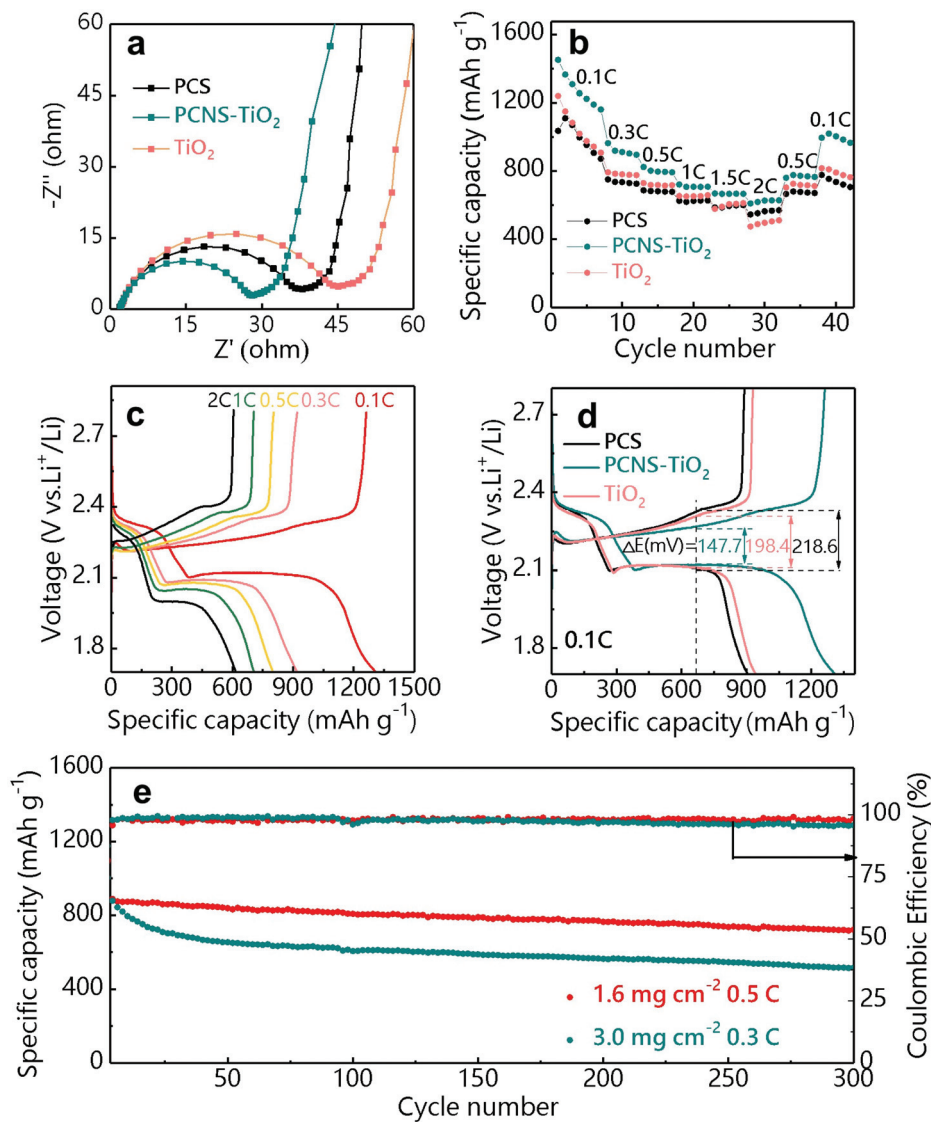 a
60
45
30
15
0
-Z'' (ohm)
PCS
PCNS-TiO₂
TiO₂
0 15 30 45 60
Z' (ohm)
b
1600
1200
800
400
0
Specific capacity (mAh g⁻¹)
0.1C
0.3C
0.5C
1C
1.5C
2C
0.5C
0.1C
PCS
PCNS-TiO₂
TiO₂
0 10 20 30 40
Cycle number
c
2.7
2.4
2.1
1.8
Voltage (V vs.Li⁺/Li)
2C 1C 0.5C 0.3C 0.1C
0 300 600 900 1200 1500
Specific capacity (mAh g⁻¹)
d
2.7
2.4
2.1
1.8
Voltage (V vs.Li⁺/Li)
PCS
PCNS-TiO₂
TiO₂
ΔE(mV)= 147.7 198.4 218.6
0.1C
0 300 600 900 1200
Specific capacity (mAh g⁻¹)
e
1600
1200
800
400
0
Specific capacity (mAh g⁻¹)
100
75
50
25
0
Coulombic Efficiency (%)
1.6 mg cm⁻² 0.5 C
3.0 mg cm⁻² 0.3 C
50 100 150 200 250 300
Cycle number